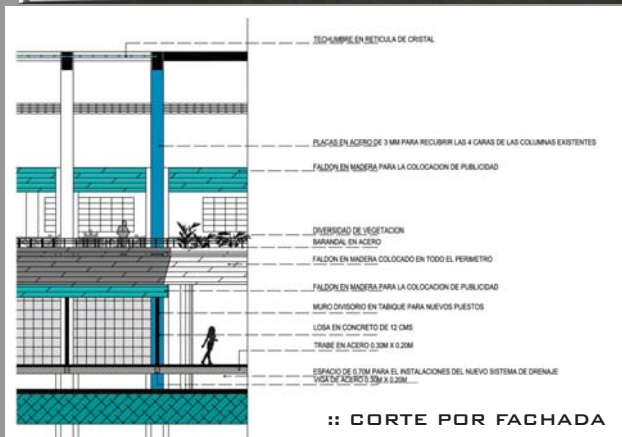 TECHUMBRE EN RETICULA DE CRISTAL
PLACAS EN ACERO DE 3 MM PARA RECUBRIR LAS 4 CARAS DE LAS COLUMNAS EXISTENTES
FALDON EN MADERA PARA LA COLOCACION DE PUBLICIDAD
DIVERSIDAD DE VEGETACION
BARANDAL EN ACERO
FALDON EN MADERA COLOCADO EN TODO EL PERIMETRO
FALDON EN MADERA PARA LA COLOCACION DE PUBLICIDAD
MURO DIVISORIO EN TABIQUE PARA NUEVOS PUESTOS
LOSA EN CONCRETO DE 12 CMS
TRABE EN ACERO 0.30M X 0.20M
ESPACIO DE 0.70M PARA EL INSTALACIONES DEL NUEVO SISTEMA DE DRENAJE
VIGA DE ACERO 0.30M X 0.20M
:: CORTE POR FACHADA